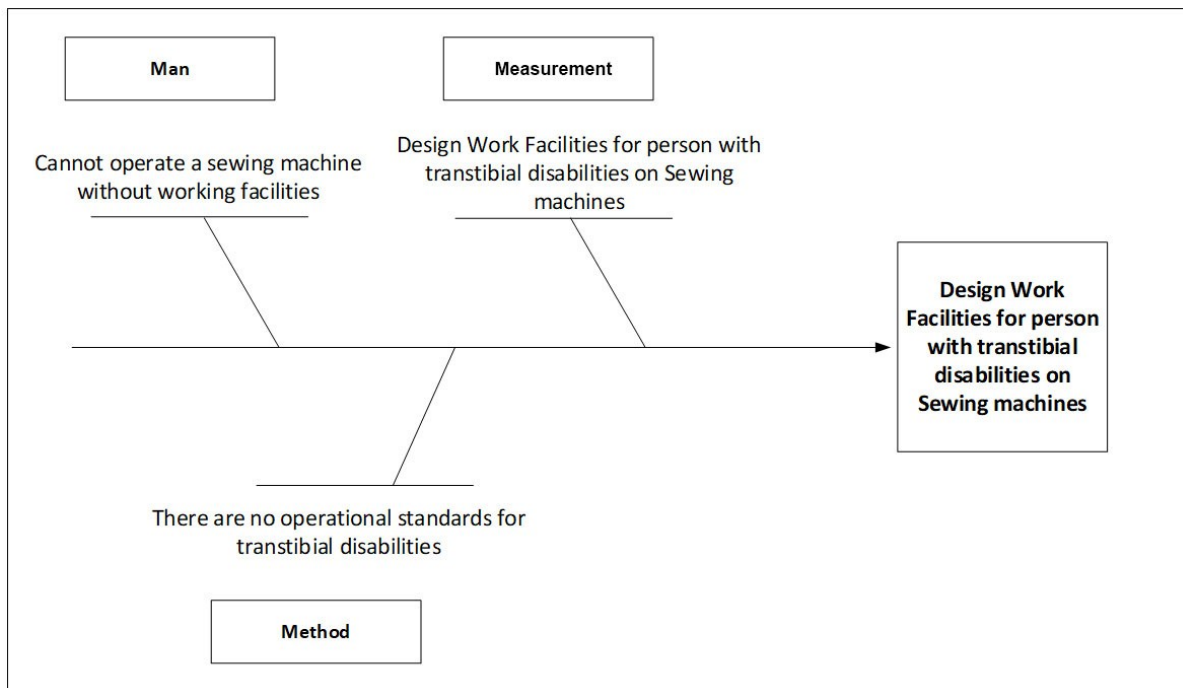 Man
Measurement
Cannot operate a sewing machine
without working facilities
Design Work Facilities for person with
transtibial disabilities on Sewing
machines
Design Work
Facilities for person
with transtibial
disabilities on
Sewing machines
There are no operational standards for
transtibial disabilities
Method